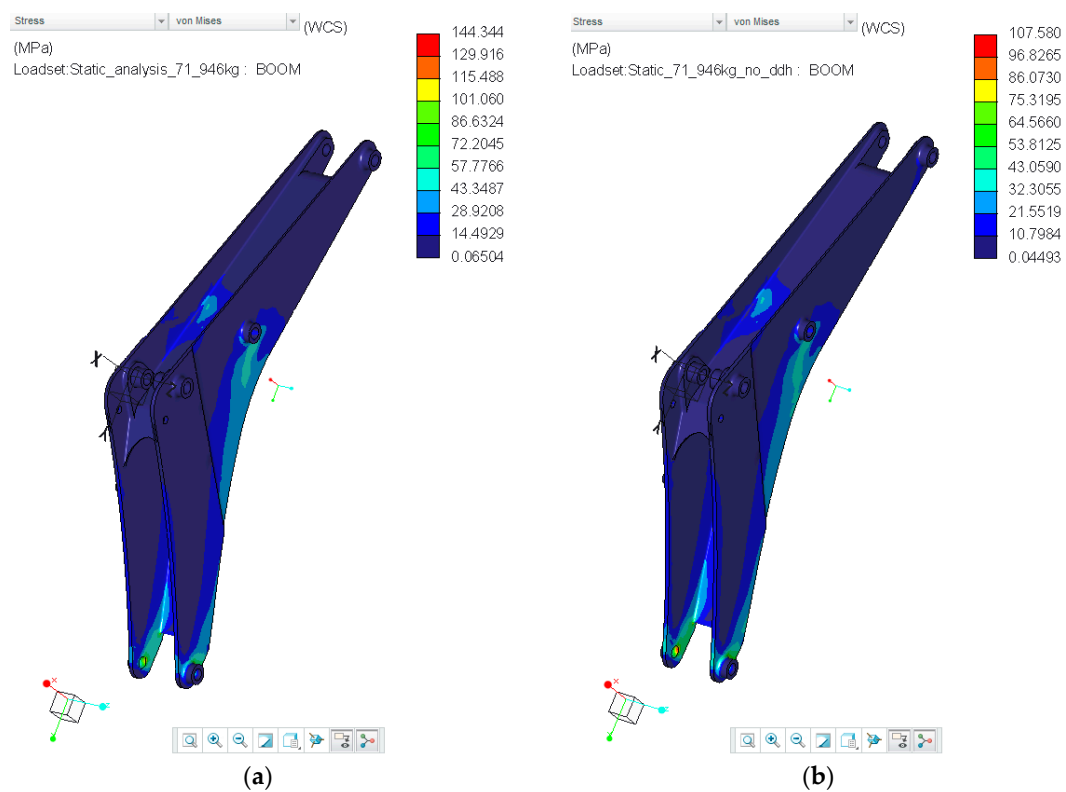 Stress von Mises (WCS)
(MPa)
Loadset:Static_analysis_71_946kg : BOOM
144.344
129.916
115.488
101.060
86.6324
72.2045
57.7766
43.3487
28.9208
14.4929
0.06504
X
Y
X
Z
Y
(a)
Stress von Mises (WCS)
(MPa)
Loadset:Static_71_946kg_no_ddh : BOOM
107.580
96.8265
86.0730
75.3195
64.5660
53.8125
43.0590
32.3055
21.5519
10.7984
0.04493
X
Y
X
Z
Y
(b)